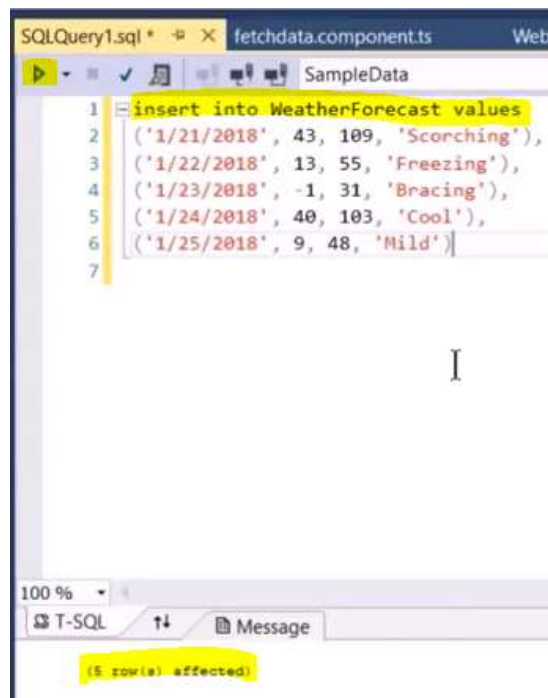 SQLQuery1.sql * fetchdata.component.ts Web
SampleData
1 insert into WeatherForecast values
2 ('1/21/2018', 43, 109, 'Scorching'),
3 ('1/22/2018', 13, 55, 'Freezing'),
4 ('1/23/2018', -1, 31, 'Bracing'),
5 ('1/24/2018', 40, 103, 'Cool'),
6 ('1/25/2018', 9, 48, 'Mild')
7
100 %
T-SQL Message
(5 row(s) affected)